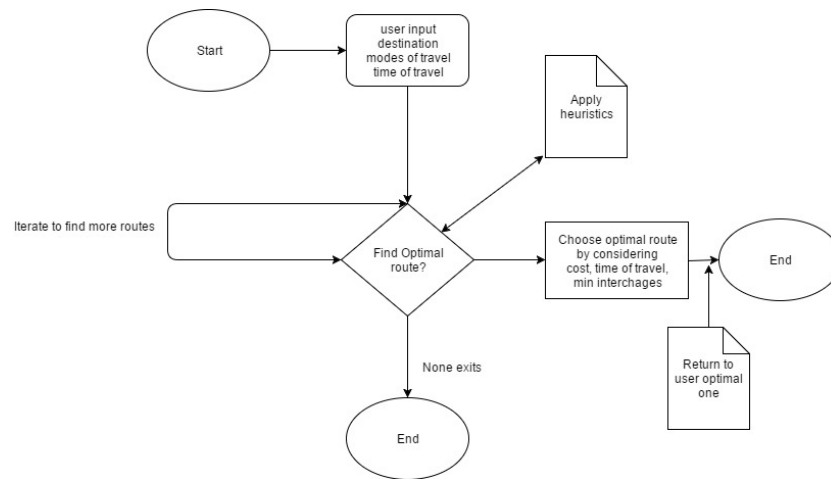 Start
user input
destination
modes of travel
time of travel
Apply
heuristics
Iterate to find more routes
Find Optimal
route?
Choose optimal route
by considering
cost, time of travel,
min interchages
End
Return to
user optimal
one
None exits
End